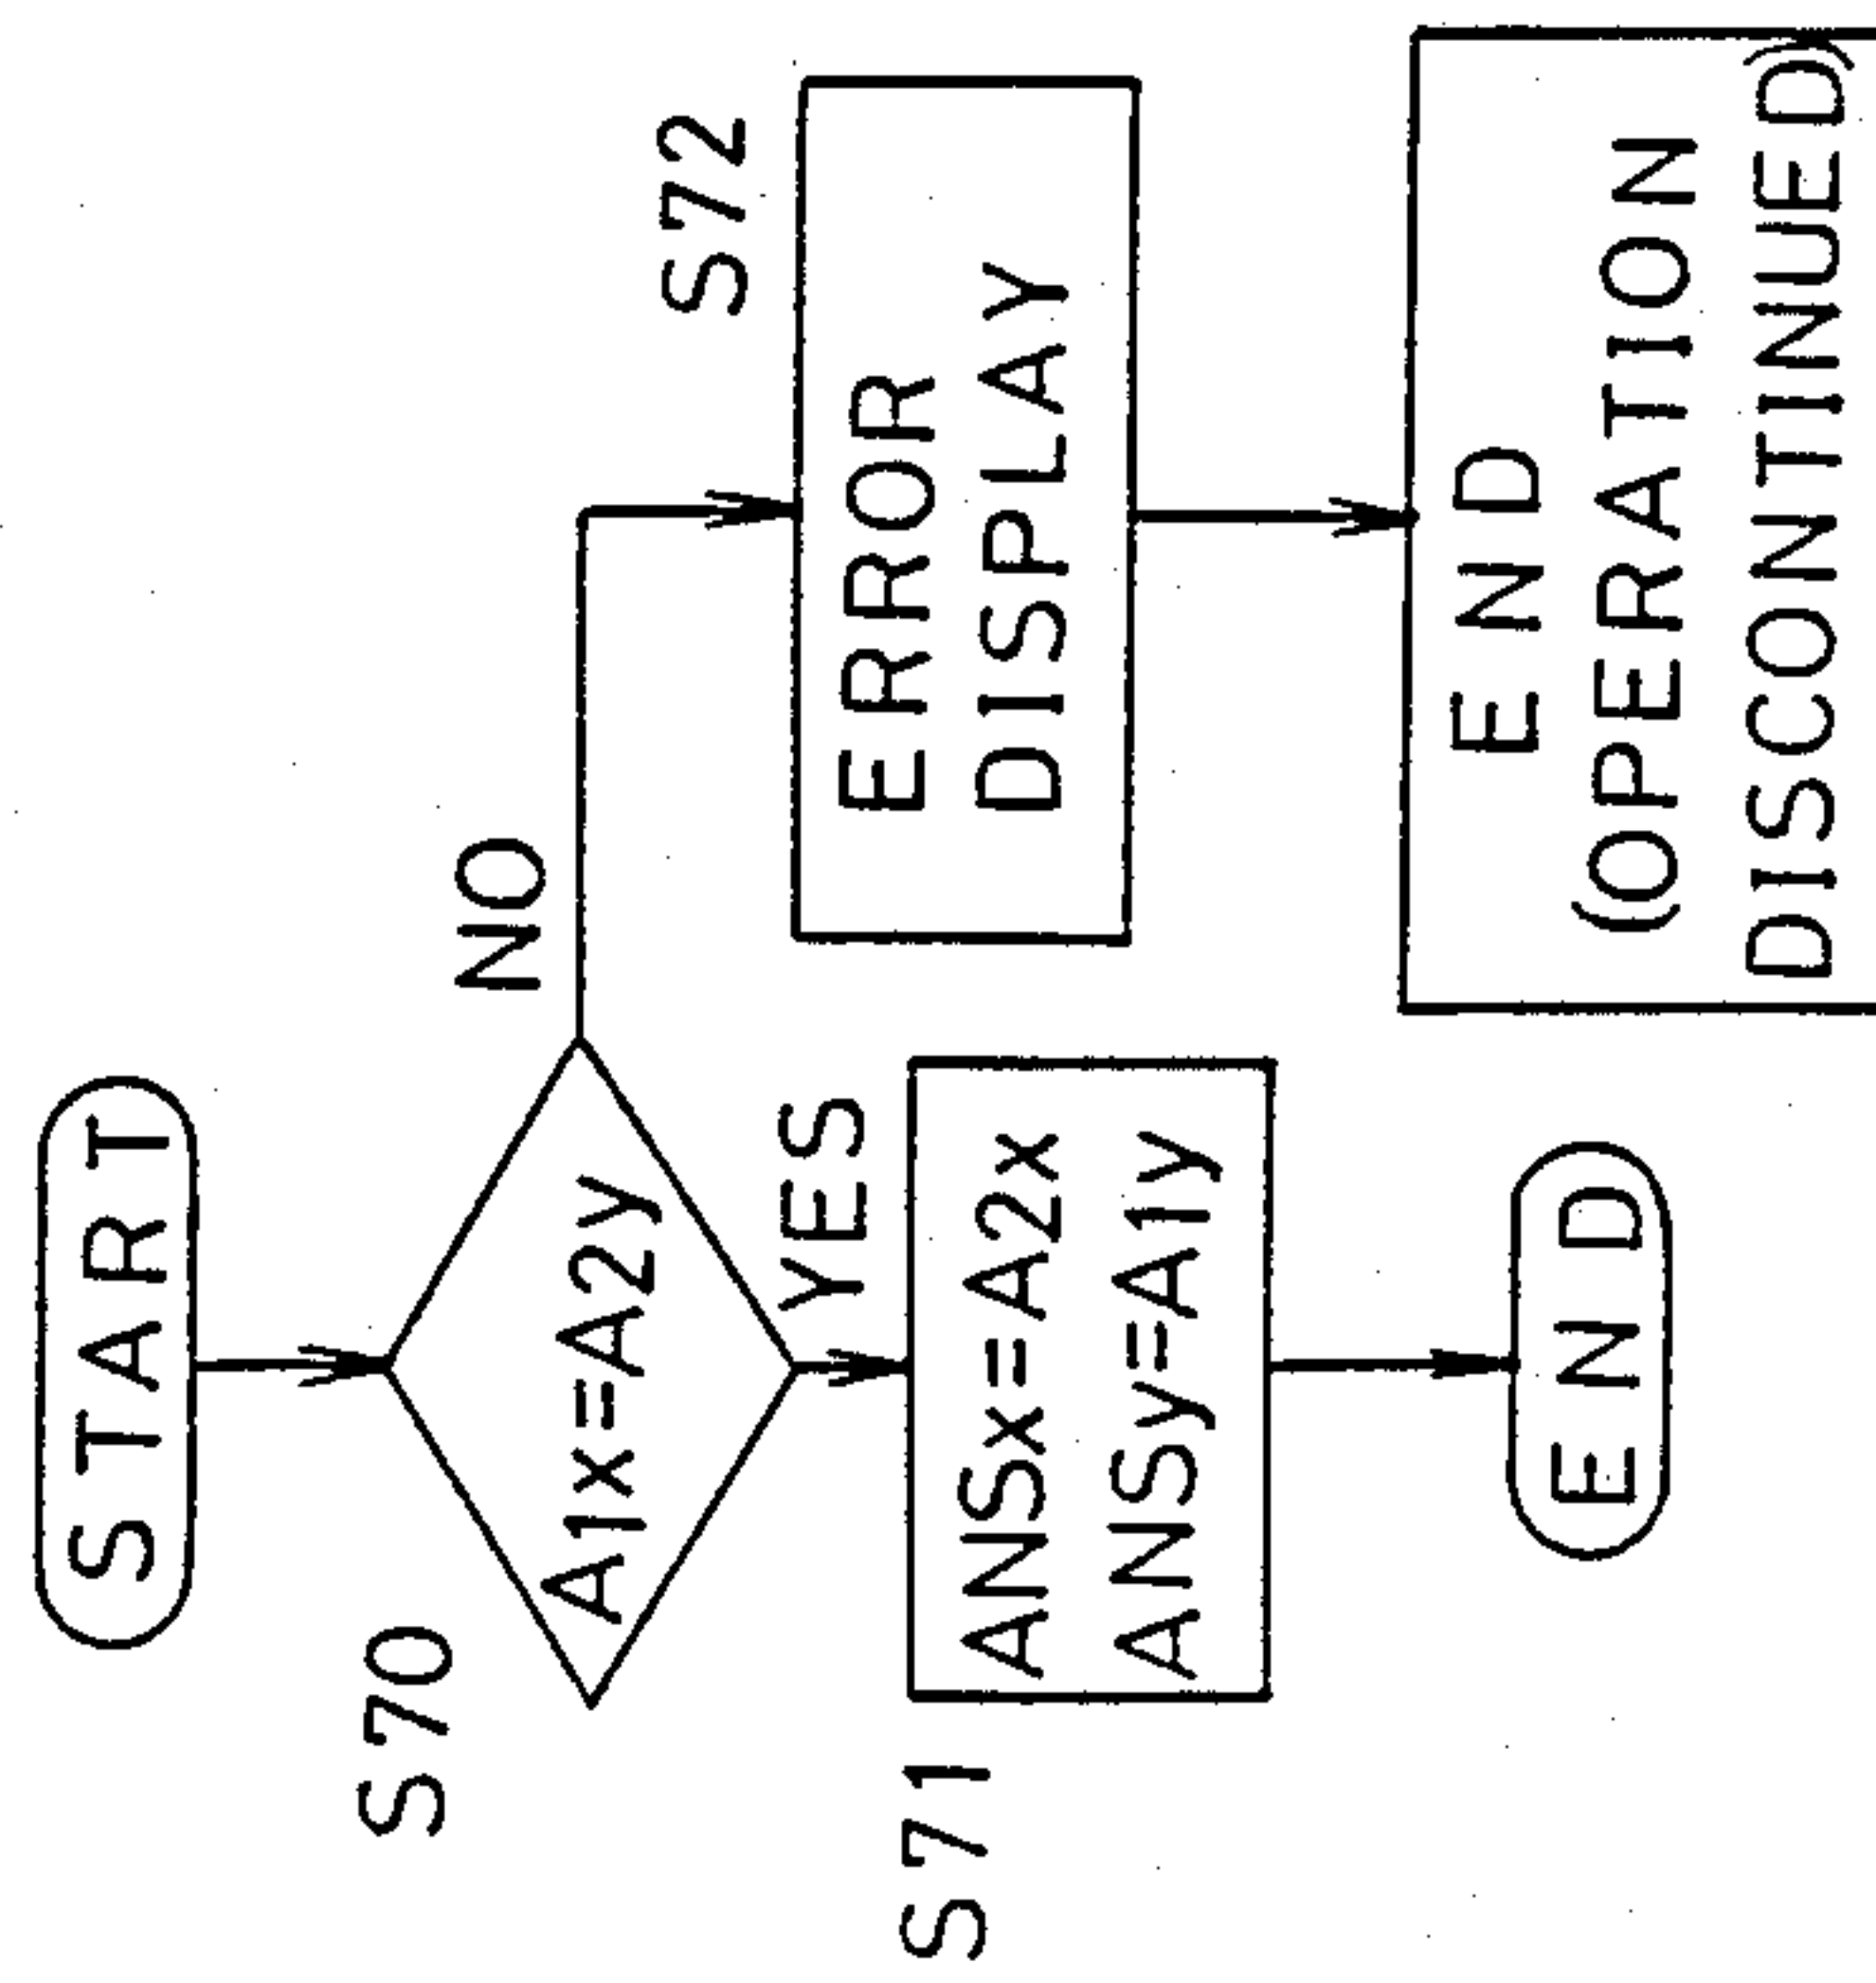 START
S70
A1x=A2y
NO
YES
S72
ERROR
DISPLAY
S71
ANSx=A2x
ANSy=A1y
END
(OPERATION
DISCONTINUED)
END